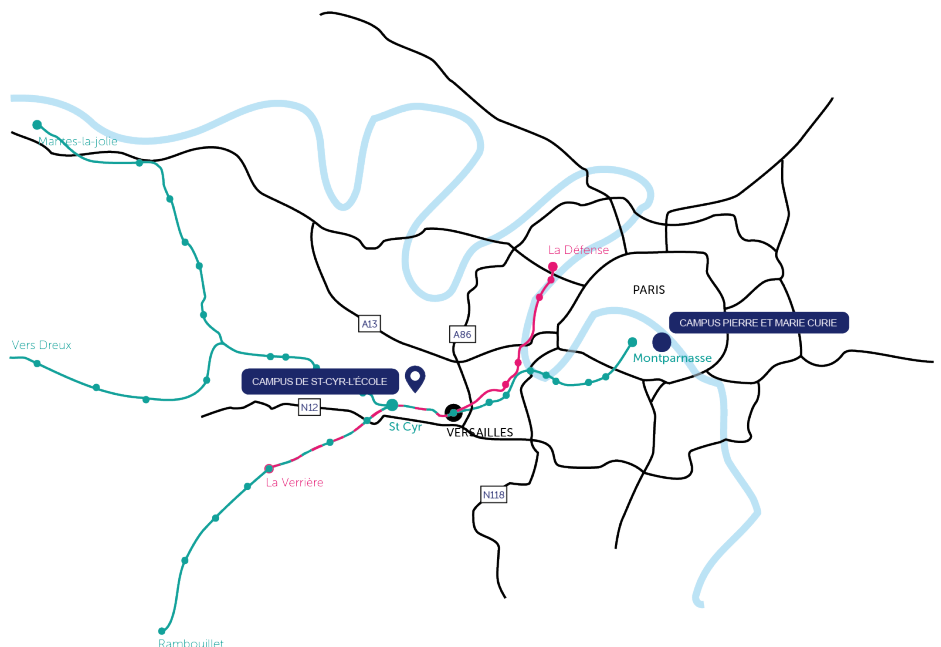 Mantes-la-jolie
La Défense
PARIS
A13
CAMPUS PIERRE ET MARIE CURIE
A86
Vers Dreux
Montparnasse
CAMPUS DE ST-CYR-L'ÉCOLE
N12
St Cyr
VERSAILLES
La Verrière
N118
Rambouillet